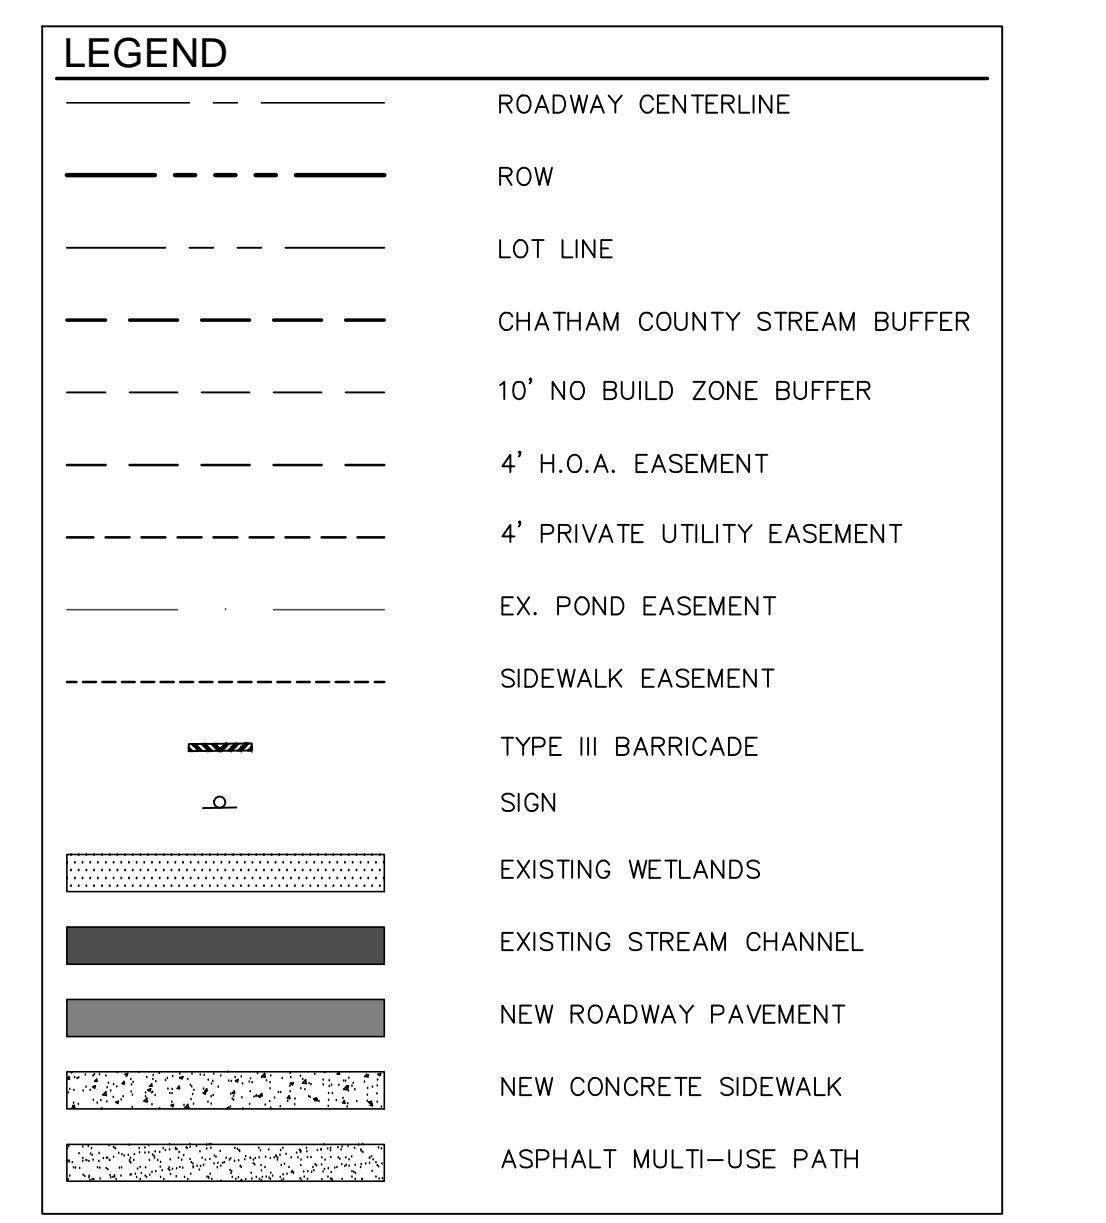 LEGEND
ROADWAY CENTERLINE
ROW
LOT LINE
CHATHAM COUNTY STREAM BUFFER
10' NO BUILD ZONE BUFFER
4' H.O.A. EASEMENT
4' PRIVATE UTILITY EASEMENT
EX. POND EASEMENT
SIDEWALK EASEMENT
TYPE III BARRICADE
SIGN
EXISTING WETLANDS
EXISTING STREAM CHANNEL
NEW ROADWAY PAVEMENT
NEW CONCRETE SIDEWALK
ASPHALT MULTI-USE PATH